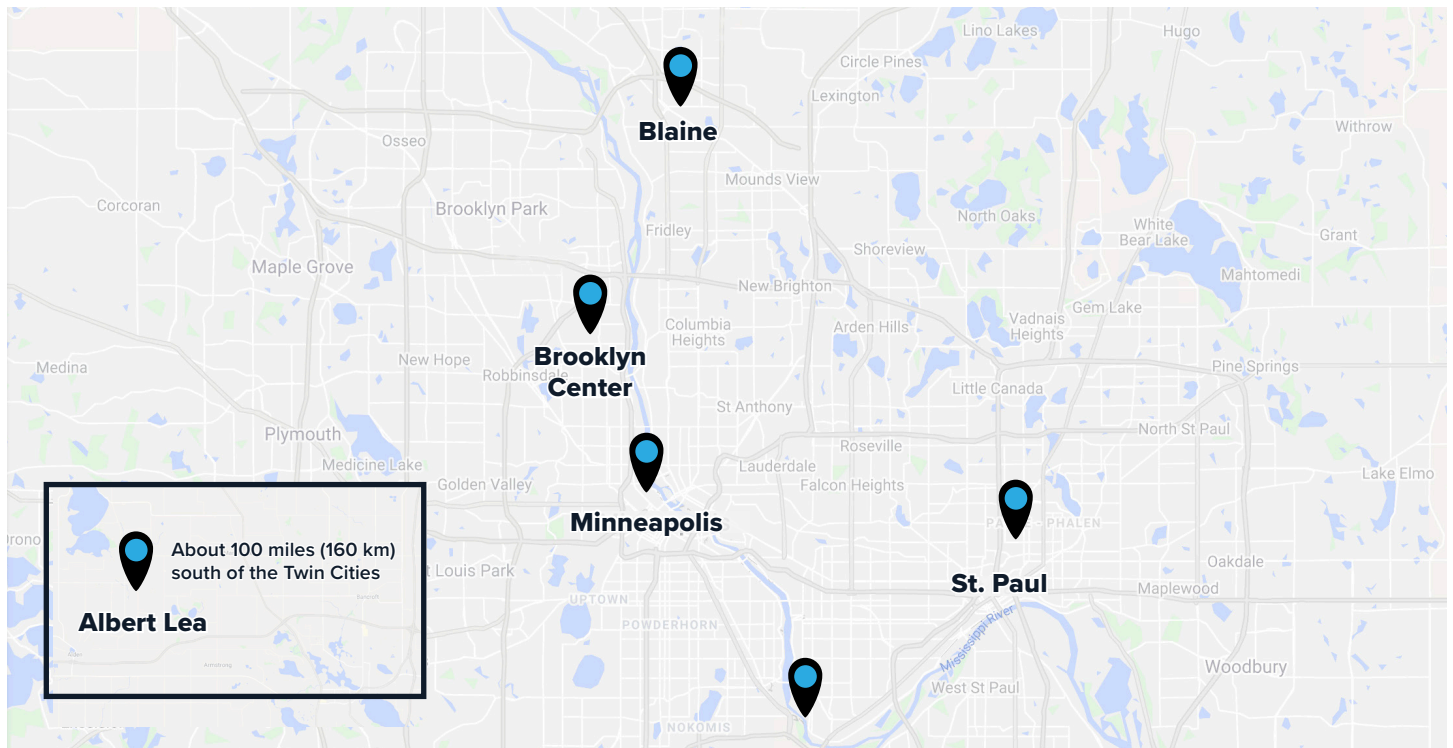 Lino Lakes
Hugo
Circle Pines
Lexington
Blaine
Withrow
Osseo
Mounds View
Corcoran
Brooklyn Park
North Oaks
Fridley
White
Bear Lake
Grant
Shoreview
Maple Grove
Mahtomedi
New Brighton
Gem Lake
Columbia
Heights
Arden Hills
Vadnais
Heights
Brooklyn
Center
New Hope
Medina
Robbinsdale
Pine Springs
Little Canada
St Anthony
Plymouth
North St Paul
Roseville
Medicine Lake
Lauderdale
Lake Elmo
Golden Valley
Falcon Heights
Minneapolis
About 100 miles (160 km)
south of the Twin Cities
Albert Lea
Armstrong
Louis Park
St. Paul
Oakdale
Maplewood
UPTOWN
POWDERHORN
Mississippi River
Woodbury
West St Paul
NOKOMIS